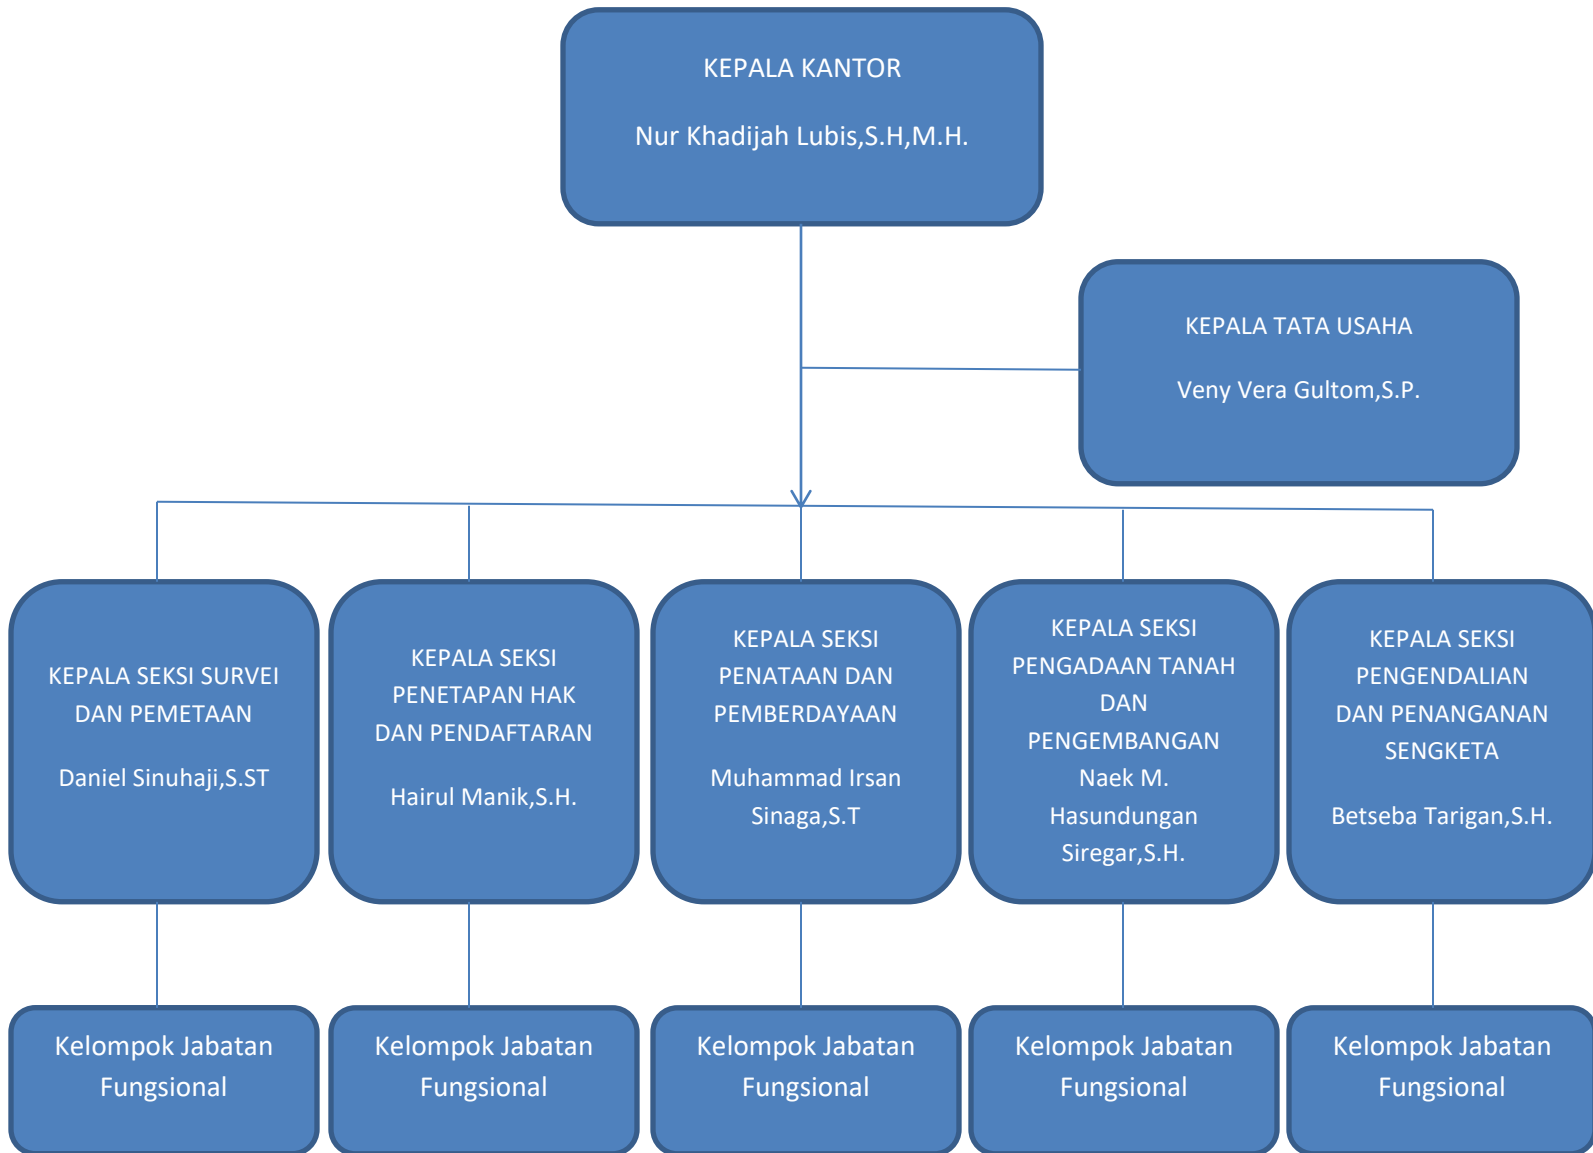 KEPALA KANTOR
Nur Khadijah Lubis,S.H,M.H.
KEPALA TATA USAHA
Veny Vera Gultom,S.P.
KEPALA SEKSI SURVEI
DAN PEMETAAN
Daniel Sinuhaji,S.ST
KEPALA SEKSI
PENETAPAN HAK
DAN PENDAFTARAN
Hairul Manik,S.H.
KEPALA SEKSI
PENATAAN DAN
PEMBERDAYAAN
Muhammad Irsan
Sinaga,S.T
KEPALA SEKSI
PENGADAAN TANAH
DAN
PENGEMBANGAN
Naek M.
Hasundungan
Siregar,S.H.
KEPALA SEKSI
PENGENDALIAN
DAN PENANGANAN
SENGKETA
Betseba Tarigan,S.H.
Kelompok Jabatan
Fungsional
Kelompok Jabatan
Fungsional
Kelompok Jabatan
Fungsional
Kelompok Jabatan
Fungsional
Kelompok Jabatan
Fungsional